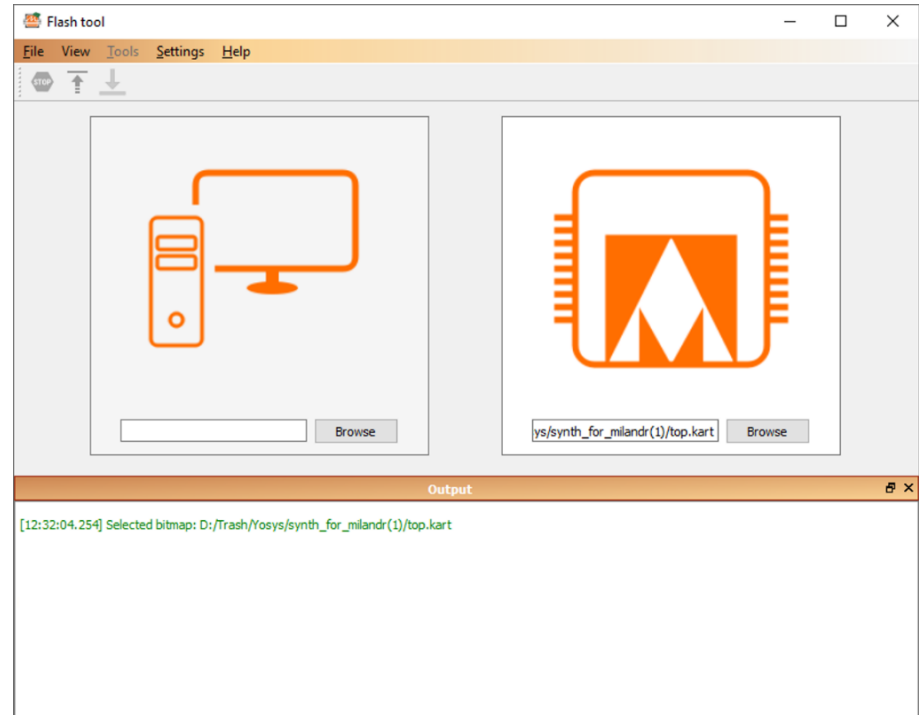 Flash tool
File View Tools Settings Help
STOP
Browse
ys/synth_for_milandr(1)/top.kart Browse
Output
[12:32:04.254] Selected bitmap: D:/Trash/Yosys/synth_for_milandr(1)/top.kart